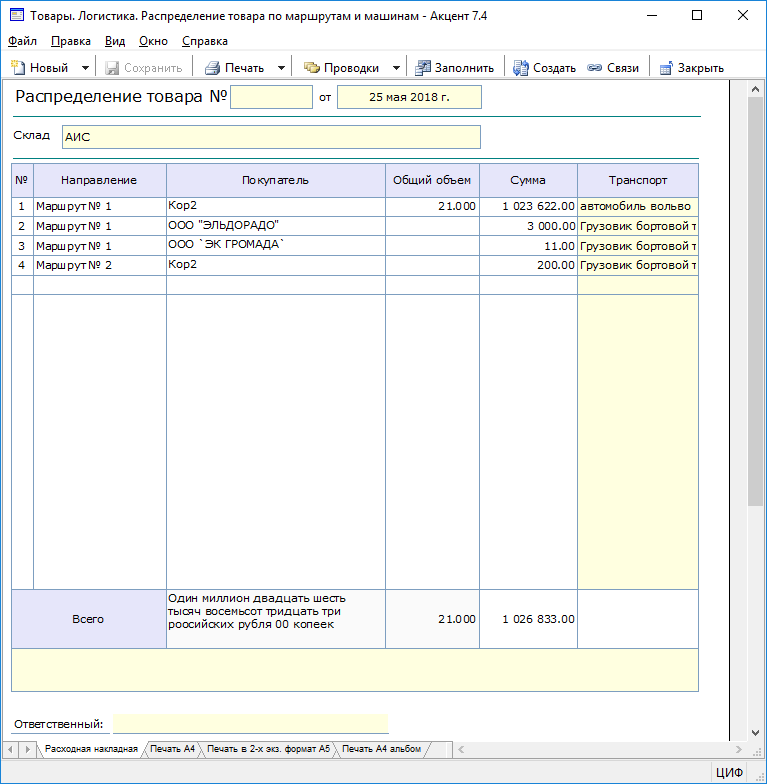 Товары. Логистика. Распределение товара по маршрутам и машинам - Акцент 7.4
Файл Правка Вид Окно Справка
Новый Сохранить Печать Проводки Заполнить Создать Связи Закрыть
Распределение товара № от 25 мая 2018 г.
Склад АИС
№ Направление Покупатель Общий объем Сумма Транспорт
1 Маршрут № 1 Кор2 21.000 1 023 622.00 автомобиль вольво
2 Маршрут № 1 ООО "ЭЛЬДОРАДО" 3 000.00 Грузовик бортовой т
3 Маршрут № 1 ООО `ЭК ГРОМАДА` 11.00 Грузовик бортовой т
4 Маршрут № 2 Кор2 200.00 Грузовик бортовой т
Один миллион двадцать шесть
тысяч восемьсот тридцать три
российских рубля 00 копеек
Всего 21.000 1 026 833.00
Ответственный:
Расходная накладная Печать А4 Печать в 2-х экз. формат А5 Печать А4 альбом
ЦИФ